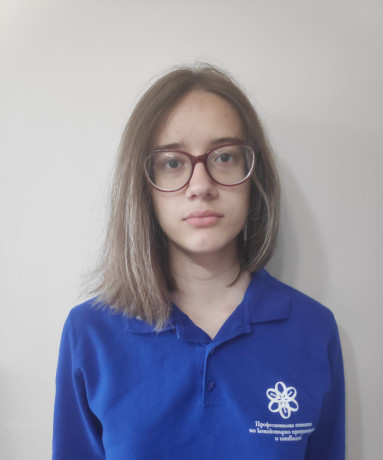 Професионална гимназия
по компютърно програмиране
и иновации